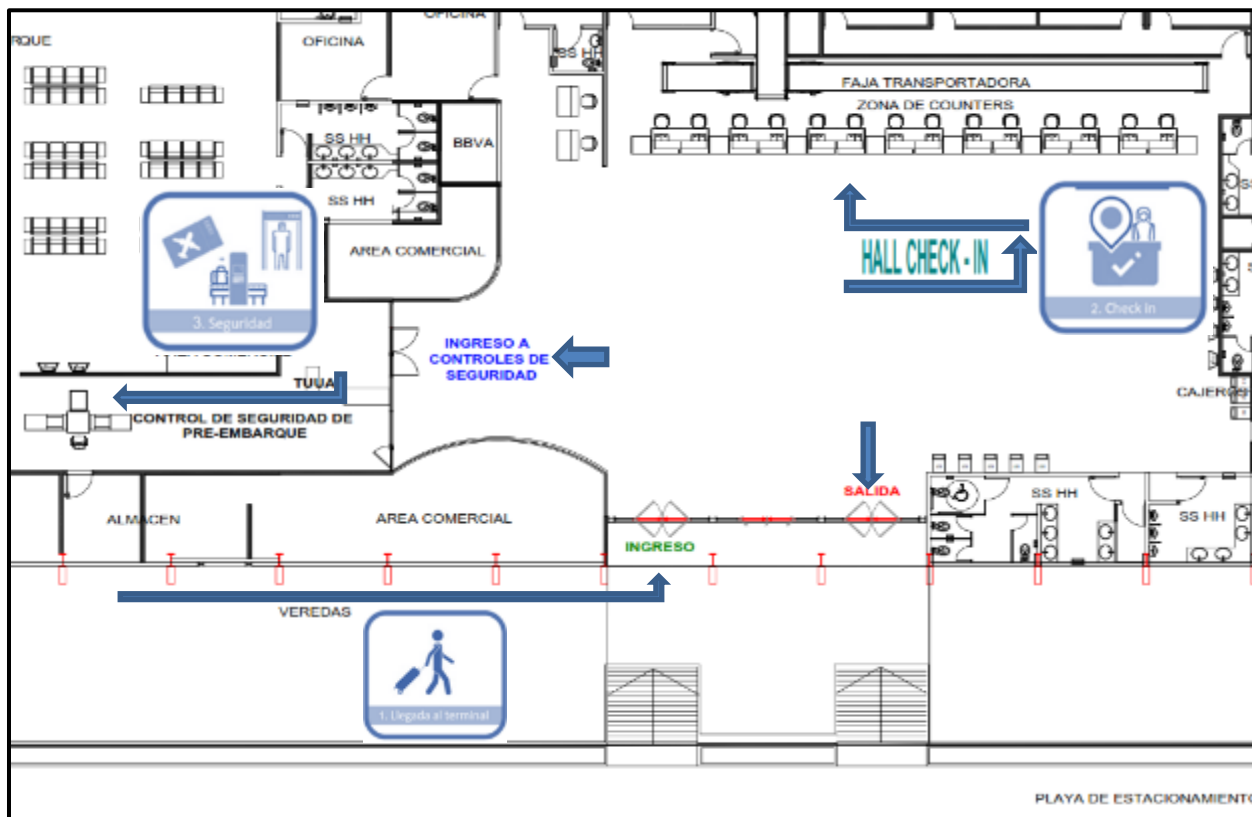 OFICINA
OFICINA
RQUE
SS HH
FAJA TRANSPORTADORA
ZONA DE COUNTERS
SS HH
BBVA
SS HH
AREA COMERCIAL
HALL CHECK - IN
3. Seguridad
2. Check in
INGRESO A
CONTROLES DE
SEGURIDAD
TUUA
CAJEROS
CONTROL DE SEGURIDAD DE
PRE-EMBARQUE
SALIDA
SS HH
ALMACEN
AREA COMERCIAL
SS HH
INGRESO
VEREDAS
1. Llegada al terminal
PLAYA DE ESTACIONAMIENTO